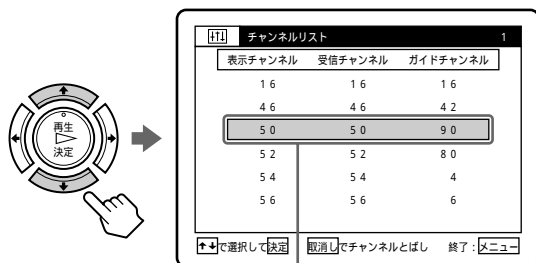 チャンネルリスト 1
表示チャンネル 受信チャンネル ガイドチャンネル
16 16 16
46 46 42
50 50 90
52 52 80
54 54 4
56 56 6
↑↓で選択して決定 取消しでチャンネルとばし 終了:メニュー
再生
決定